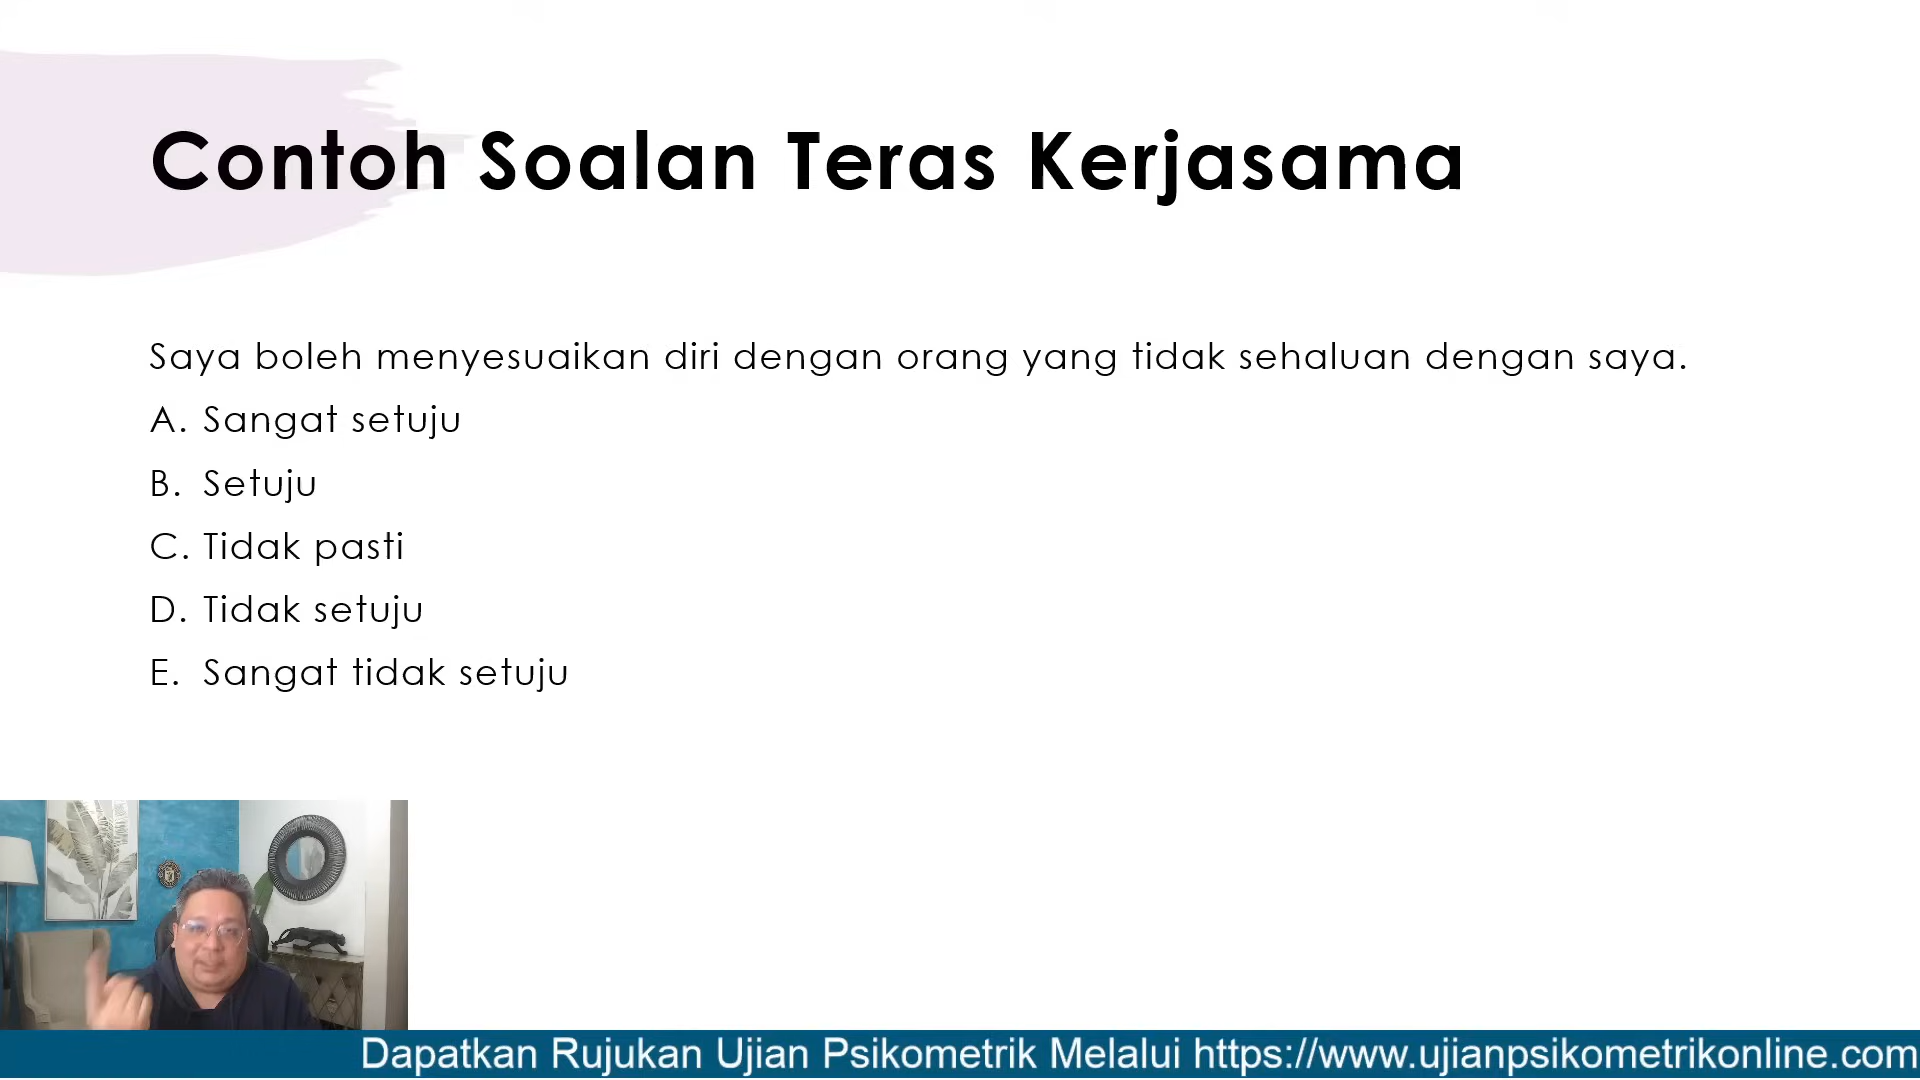 Contoh Soalan Teras Kerjasama
Saya boleh menyesuaikan diri dengan orang yang tidak sehaluan dengan saya.
A. Sangat setuju
B. Setuju
C. Tidak pasti
D. Tidak setuju
E. Sangat tidak setuju
Dapatkan Rujukan Ujian Psikometrik Melalui https://www.ujianpsikometrikonline.com